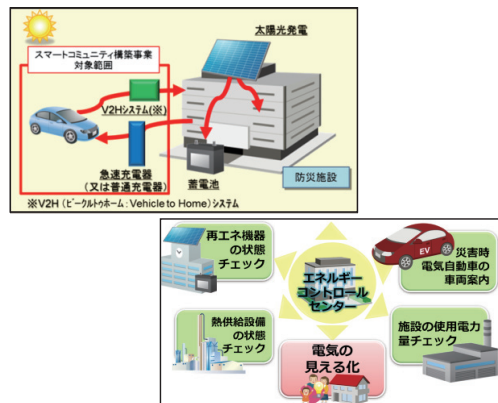 太陽光発電
スマートコミュニティ構築事業
対象範囲
V2Hシステム(※)
急速充電器
(又は普通充電器)
蓄電池
防災施設
※V2H (ビークルトゥホーム:Vehicle to Home)システム
再エネ機器
の状態
チェック
エネルギー
コントロール
センター
EV
災害時
電気自動車の
車両案内
熱供給設備
の状態
チェック
電気の
見える化
施設の使用電力
量チェック